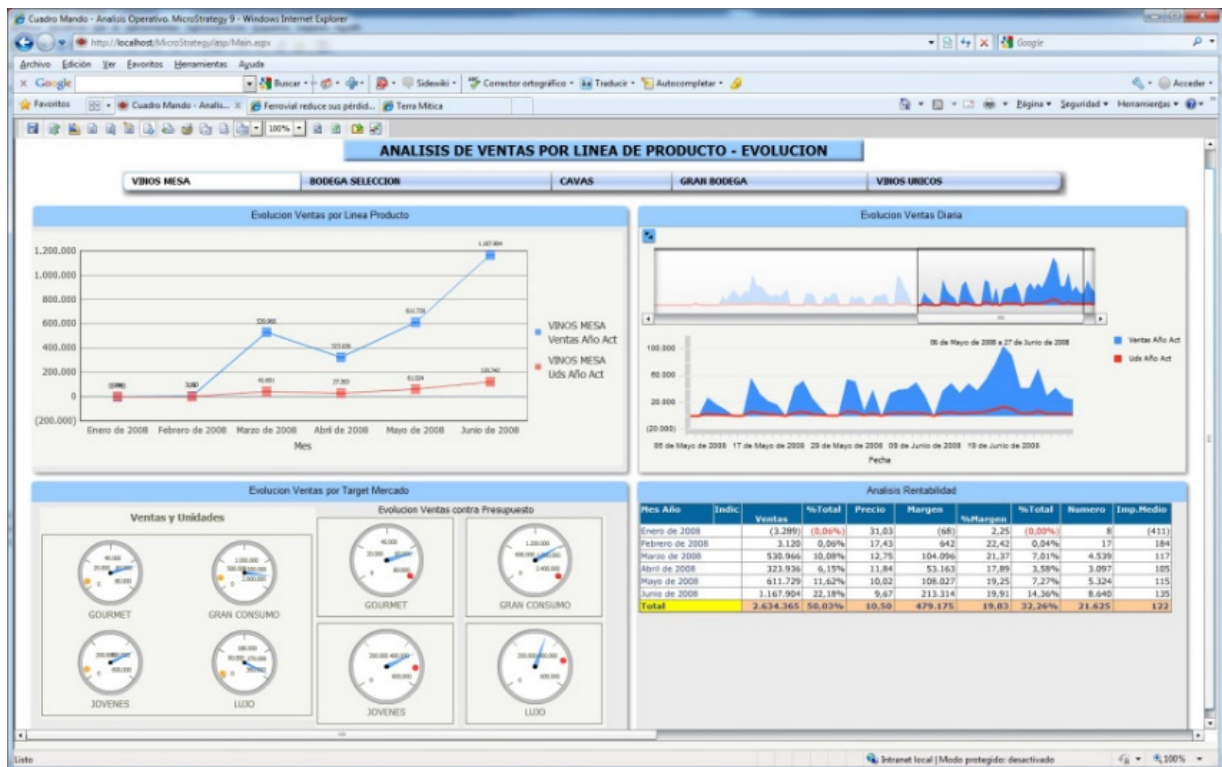 Cuadro Mando - Analisis Operativo. MicroStrategy 9 - Windows Internet Explorer
http://localhost/MicroStrategy/asp/Main.aspx
Google
Archivo Edición Ver Favoritos Herramientas Ayuda
x Google
Buscar
Sidewiki
Corrector ortográfico
Traducir
Autocompletar
Acceder
Favoritos
Cuadro Mando - Analis...
Ferrovial reduce sus pérdid...
Terra Mítica
Página
Seguridad
Herramientas
100%
ANALISIS DE VENTAS POR LINEA DE PRODUCTO - EVOLUCION
VINOS MESA BODEGA SELECCION CAVAS GRAN BODEGA VINOS UNICOS
Evolucion Ventas por Linea Producto
1.200.000
1.000.000
800.000
600.000
400.000
200.000
0
(200.000)
1.167.904
611.729
530.966
323.936
Enero de 2008 Febrero de 2008 Marzo de 2008 Abril de 2008 Mayo de 2008 Junio de 2008
Mes
VINOS MESA
Ventas Año Act
VINOS MESA
Uds Año Act
Evolucion Ventas Diaria
06 de Mayo de 2008 a 27 de Junio de 2008
100.000
60.000
20.000
(20.000)
06 de Mayo de 2008 17 de Mayo de 2008 29 de Mayo de 2008 09 de Junio de 2008 19 de Junio de 2008
Fecha
Ventas Año Act
Uds Año Act
Evolucion Ventas por Target Mercado
Ventas y Unidades
GOURMET
GRAN CONSUMO
JOVENES
LUJO
Evolucion Ventas contra Presupuesto
GOURMET
GRAN CONSUMO
JOVENES
LUJO
Analisis Rentabilidad
Mes Año Indic Ventas %Total Precio Margen %Margen %Total Numero Imp.Medio
Enero de 2008 (3.289) (0,06%) 31,03 (68) 2,25 (0,00%) 8 (411)
Febrero de 2008 3.120 0,06% 17,43 642 22,42 0,04% 17 184
Marzo de 2008 530.966 10,08% 12,75 104.096 21,37 7,01% 4.539 117
Abril de 2008 323.936 6,15% 11,84 53.163 17,89 3,58% 3.097 105
Mayo de 2008 611.729 11,62% 10,02 108.027 19,25 7,27% 5.324 115
Junio de 2008 1.167.904 22,18% 9,67 213.314 19,91 14,36% 8.640 135
Total 2.634.365 50,03% 10,50 479.175 19,83 32,26% 21.625 122
Listo
Intranet local | Modo protegido: desactivado
100%